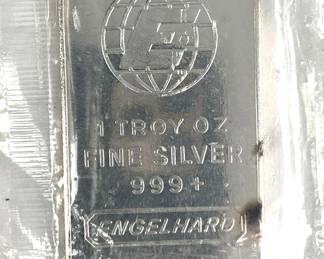 E
1 TROY OZ
FINE SILVER
999+
ENGELHARD